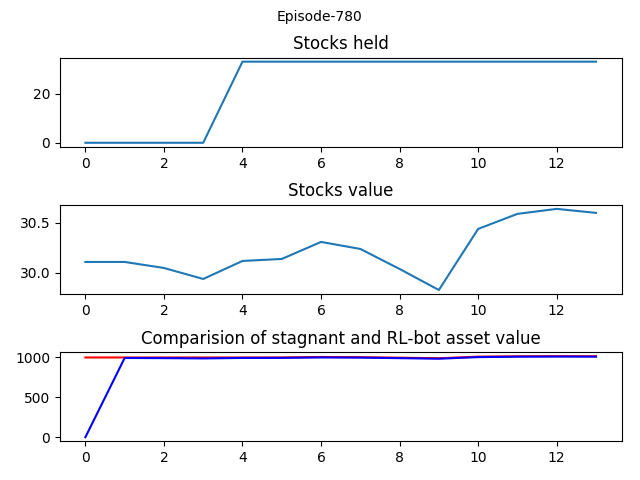 Episode-780
Stocks held
20
0
0 2 4 6 8 10 12
Stocks value
30.5
30.0
0 2 4 6 8 10 12
Comparision of stagnant and RL-bot asset value
1000
500
0
0 2 4 6 8 10 12